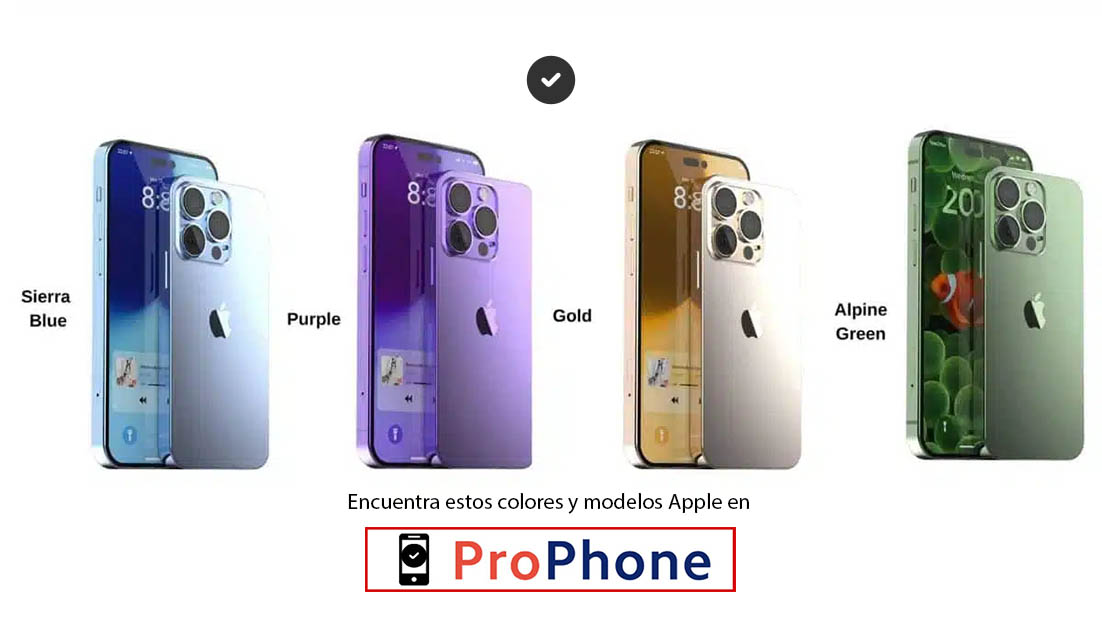 Sierra
Blue
Purple
Gold
Alpine
Green
Encuentra estos colores y modelos Apple en
ProPhone